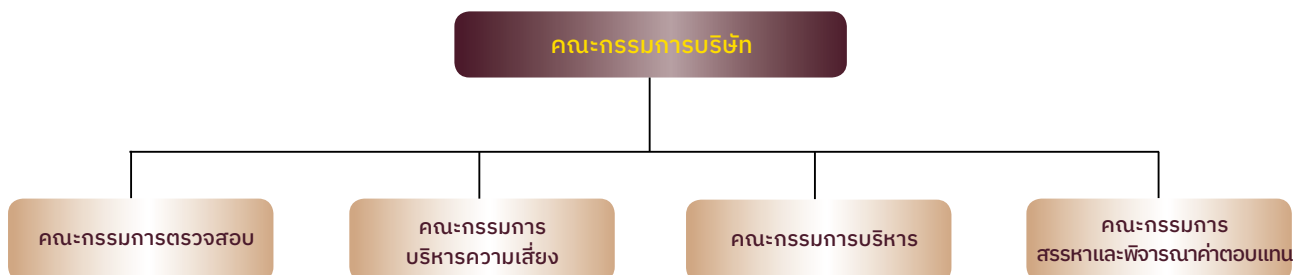 คณะกรรมการบริษัท
คณะกรรมการตรวจสอบ
คณะกรรมการ
บริหารความเสี่ยง
คณะกรรมการบริหาร
คณะกรรมการ
สรรหาและพิจารณาค่าตอบแทน